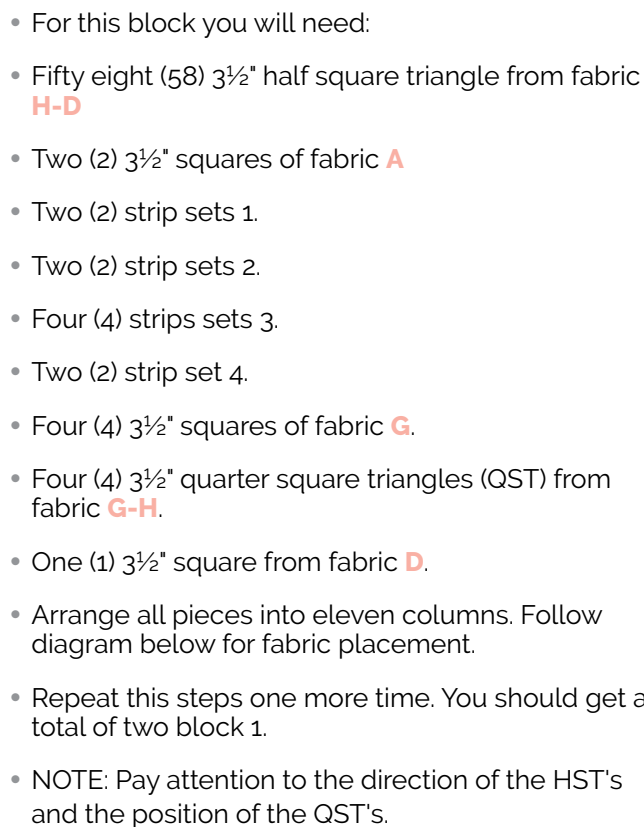 • For this block you will need:
• Fifty eight (58) 3½" half square triangle from fabric
H-D
• Two (2) 3½" squares of fabric A
• Two (2) strip sets 1.
• Two (2) strip sets 2.
• Four (4) strips sets 3.
• Two (2) strip set 4.
• Four (4) 3½" squares of fabric G.
• Four (4) 3½" quarter square triangles (QST) from
fabric G-H.
• One (1) 3½" square from fabric D.
• Arrange all pieces into eleven columns. Follow
diagram below for fabric placement.
• Repeat this steps one more time. You should get a
total of two block 1.
• NOTE: Pay attention to the direction of the HST's
and the position of the QST's.